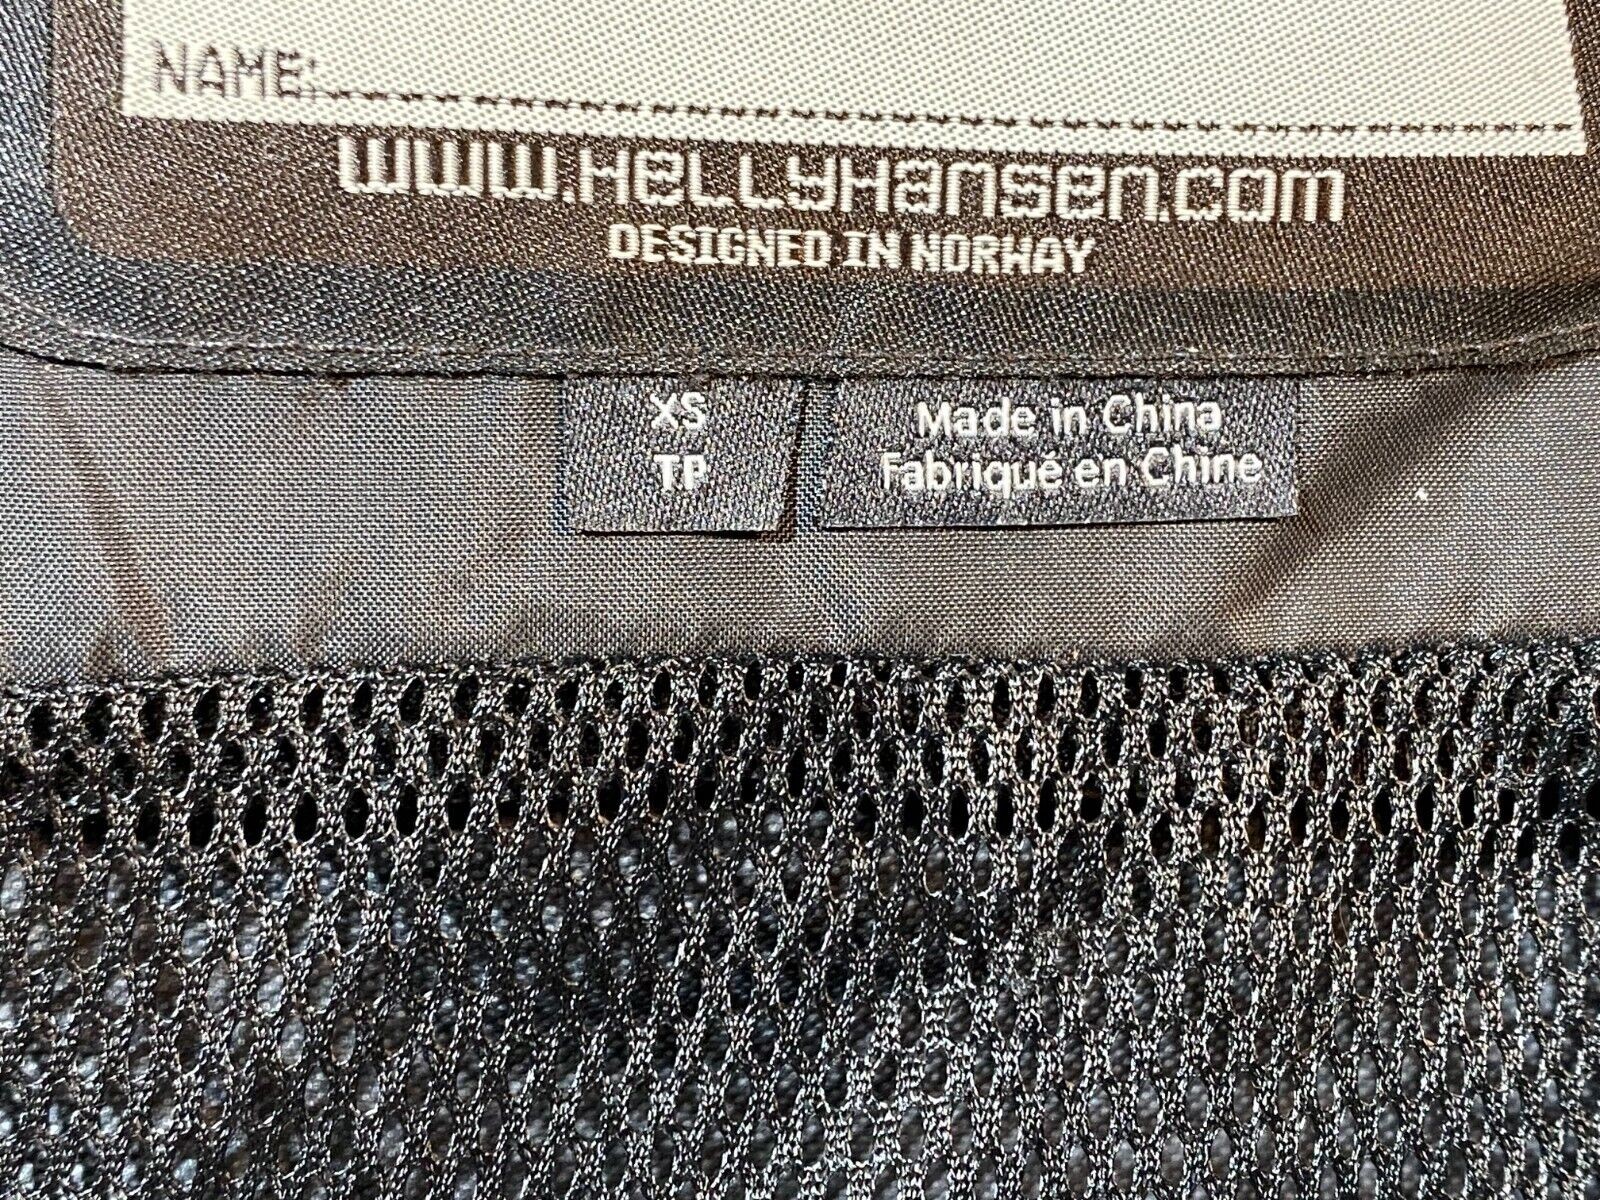 NAME:
www.HELLYHansen.com
DESIGNED IN NORWAY
XS
TP
Made in China
Fabriqué en Chine